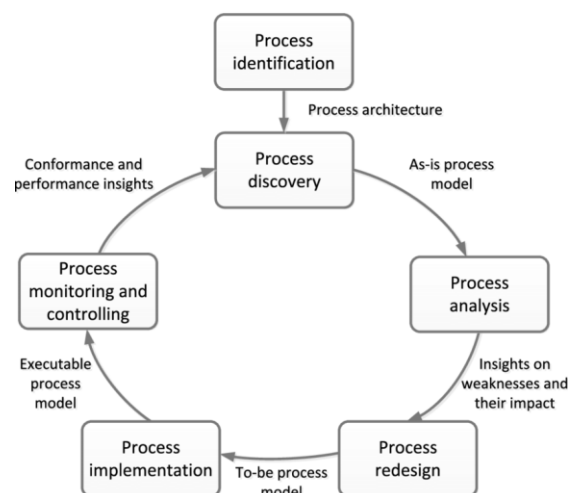 Process
identification
Process architecture
Process
discovery
Conformance and
performance insights
As-is process
model
Process
monitoring and
controlling
Process
analysis
Executable
process
model
Insights on
weaknesses and
their impact
Process
implementation
To-be process
model
Process
redesign